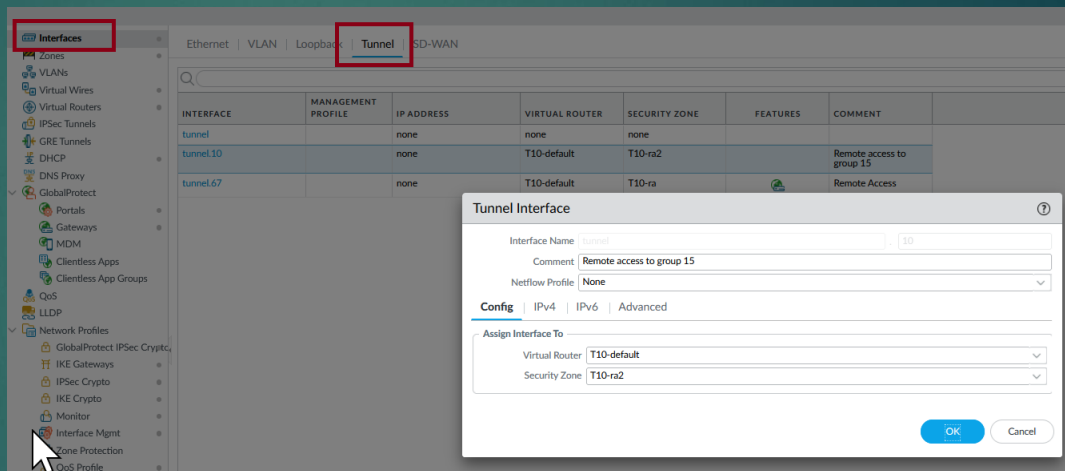 Interfaces
Zones
VLANs
Virtual Wires
Virtual Routers
IPSec Tunnels
GRE Tunnels
DHCP
DNS Proxy
GlobalProtect
Portals
Gateways
MDM
Clientless Apps
Clientless App Groups
QoS
LLDP
Network Profiles
GlobalProtect IPSec Crypto
IKE Gateways
IPSec Crypto
IKE Crypto
Monitor
Interface Mgmt
Zone Protection
QoS Profile
Ethernet | VLAN | Loopback | Tunnel | SD-WAN
INTERFACE MANAGEMENT PROFILE IP ADDRESS VIRTUAL ROUTER SECURITY ZONE FEATURES COMMENT
tunnel none none none
tunnel.10 none T10-default T10-ra2 Remote access to
group 15
tunnel.67 none T10-default T10-ra Remote Access
Tunnel Interface
Interface Name tunnel . 10
Comment Remote access to group 15
Netflow Profile None
Config | IPv4 | IPv6 | Advanced
Assign Interface To
Virtual Router T10-default
Security Zone T10-ra2
OK Cancel